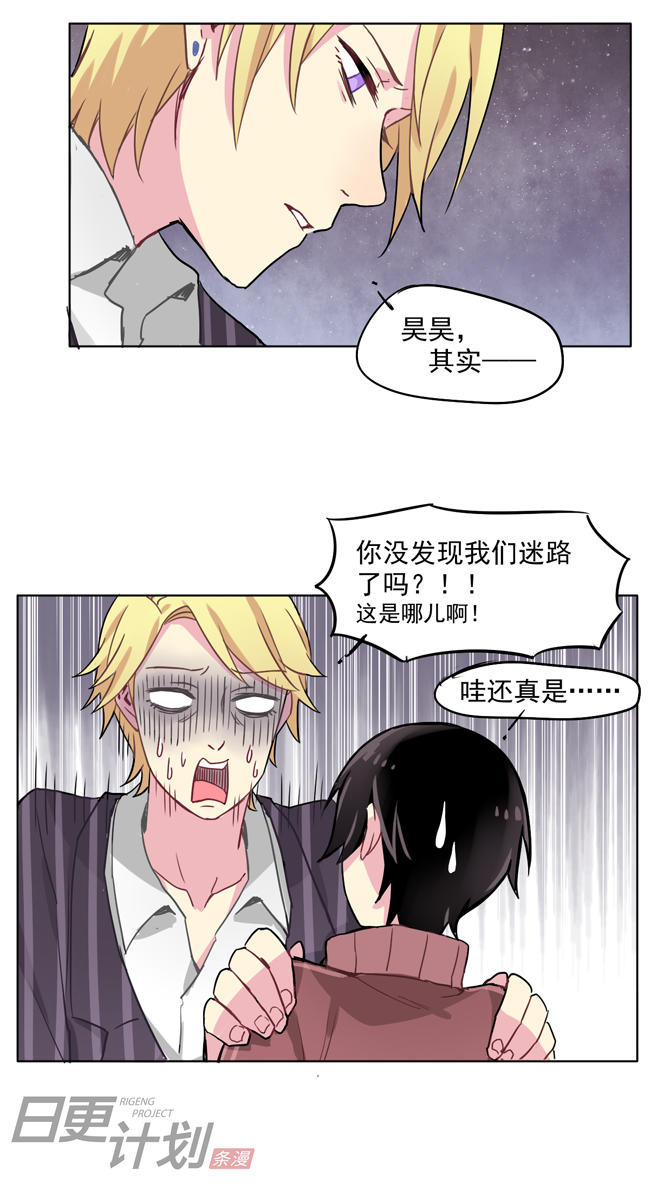 昊昊，
其实——
你没发现我们迷路
了吗？！！
这是哪儿啊！
哇还真是……
日更
RIGENG
PROJECT
计划
条漫